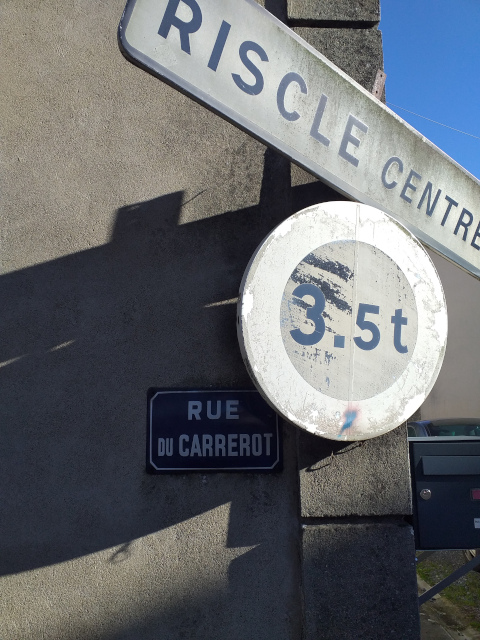 RISCLE CENTRE
3.5t
RUE
DU CARREROT